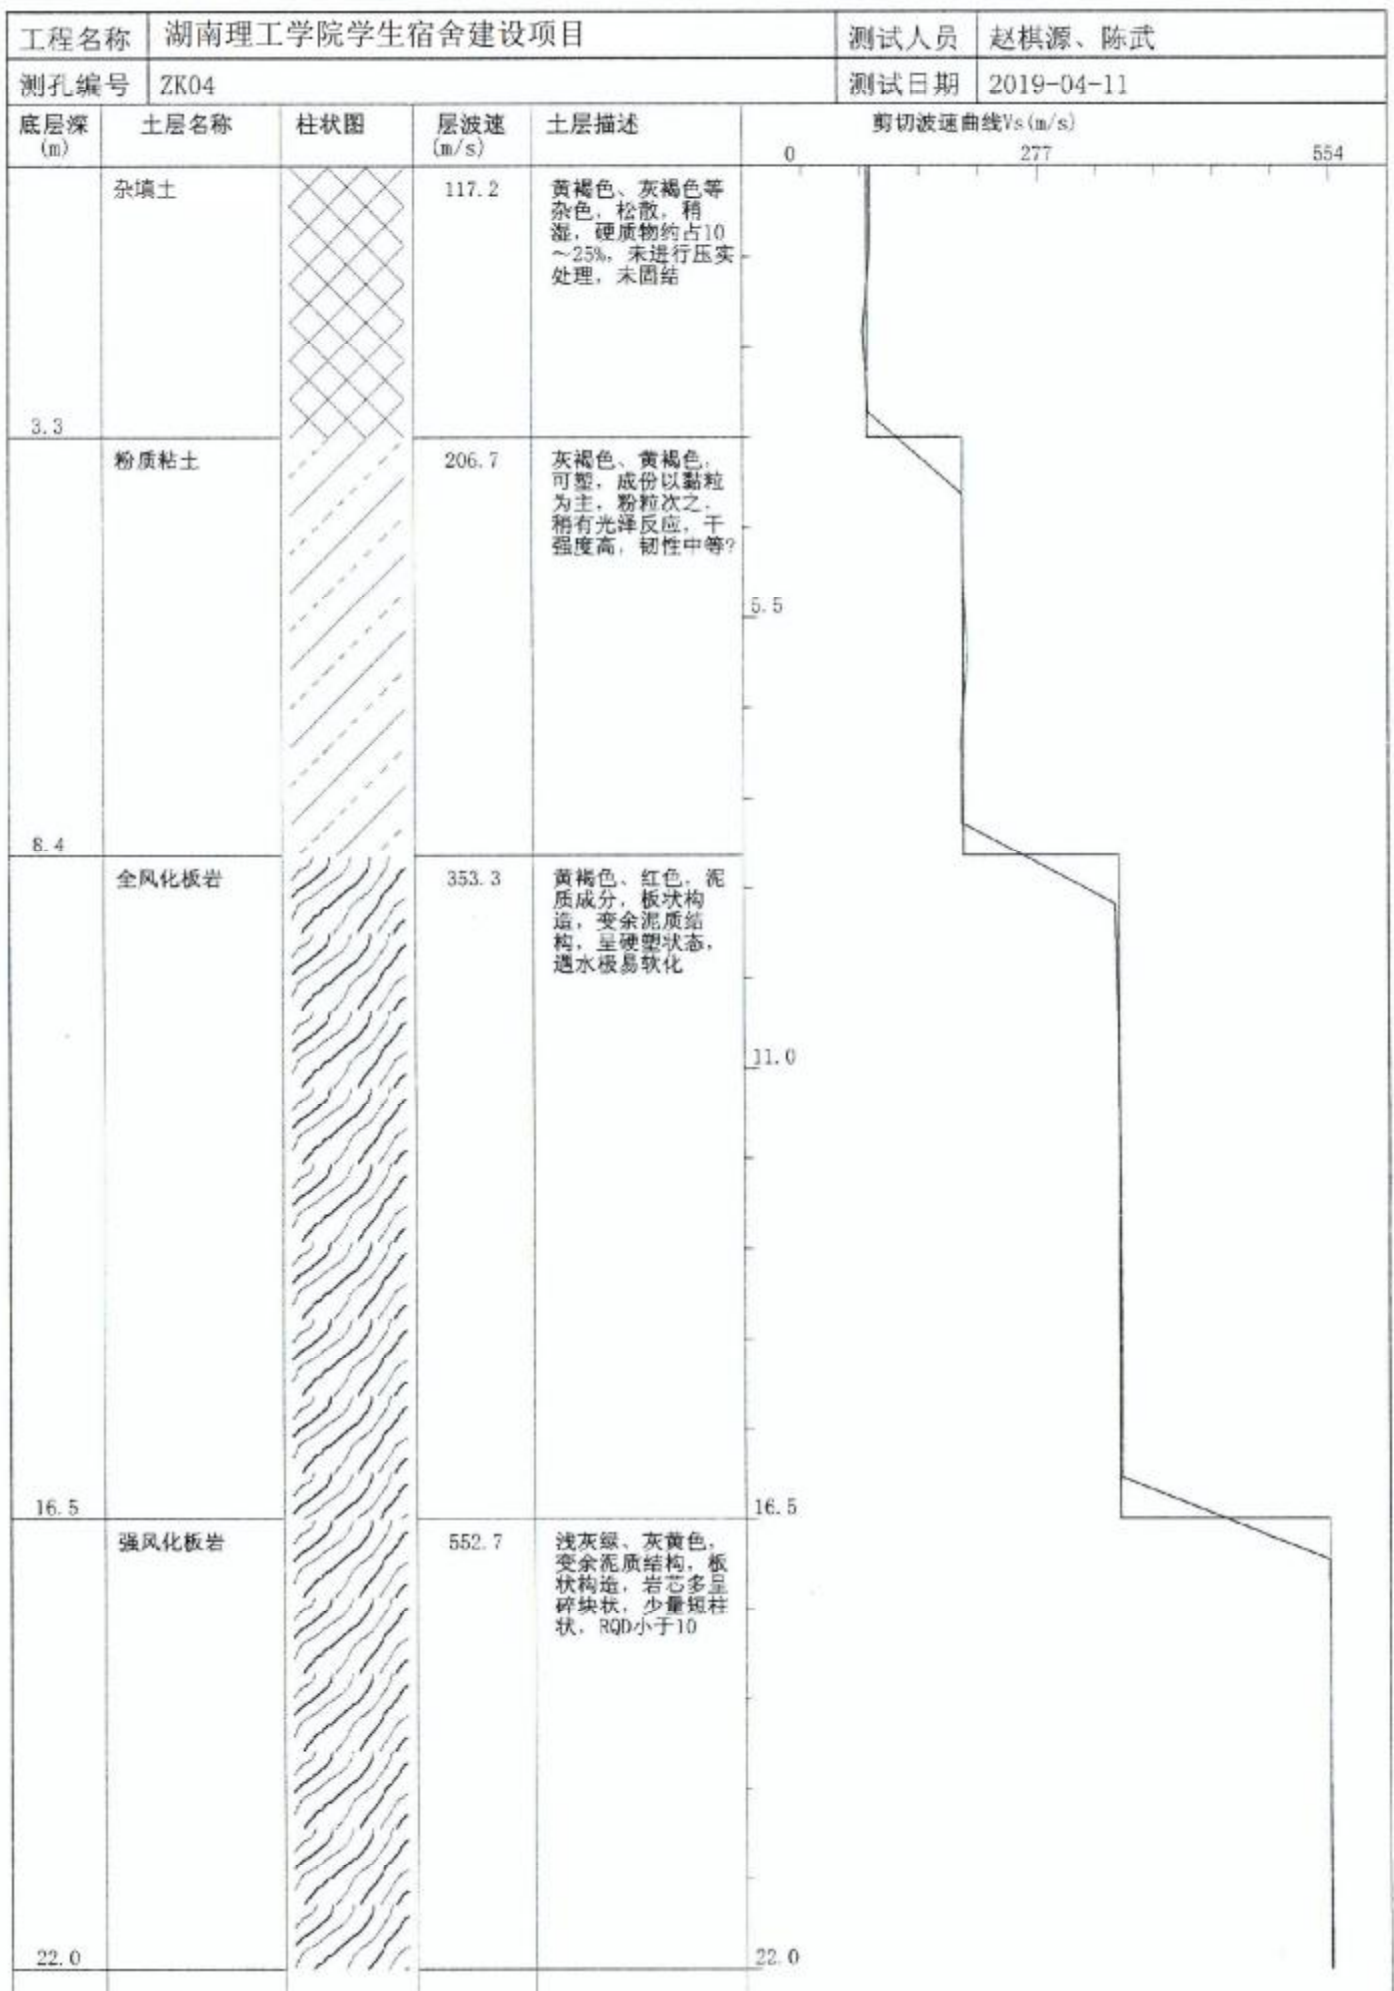 工程名称 湖南理工学院学生宿舍建设项目 测试人员 赵棋源、陈武
测孔编号 ZK04 测试日期 2019-04-11
底层深 土层名称 柱状图 层波速 土层描述 剪切波速曲线Vs(m/s)
(m) (m/s) 0 277 554
杂填土 117.2 黄褐色、灰褐色等
杂色，松散，稍
湿，硬质物约占10
～25%，未进行压实
处理，未固结
3.3
粉质粘土 206.7 灰褐色、黄褐色，
可塑，成份以黏粒
为主，粉粒次之，
稍有光泽反应，干
强度高，韧性中等?
5.5
8.4
全风化板岩 353.3 黄褐色、红色，泥
质成分，板状构
造，变余泥质结
构，呈硬塑状态，
遇水极易软化
11.0
16.5 16.5
强风化板岩 552.7 浅灰绿、灰黄色，
变余泥质结构，板
状构造，岩芯多呈
碎块状，少量短柱
状，RQD小于10
22.0 22.0